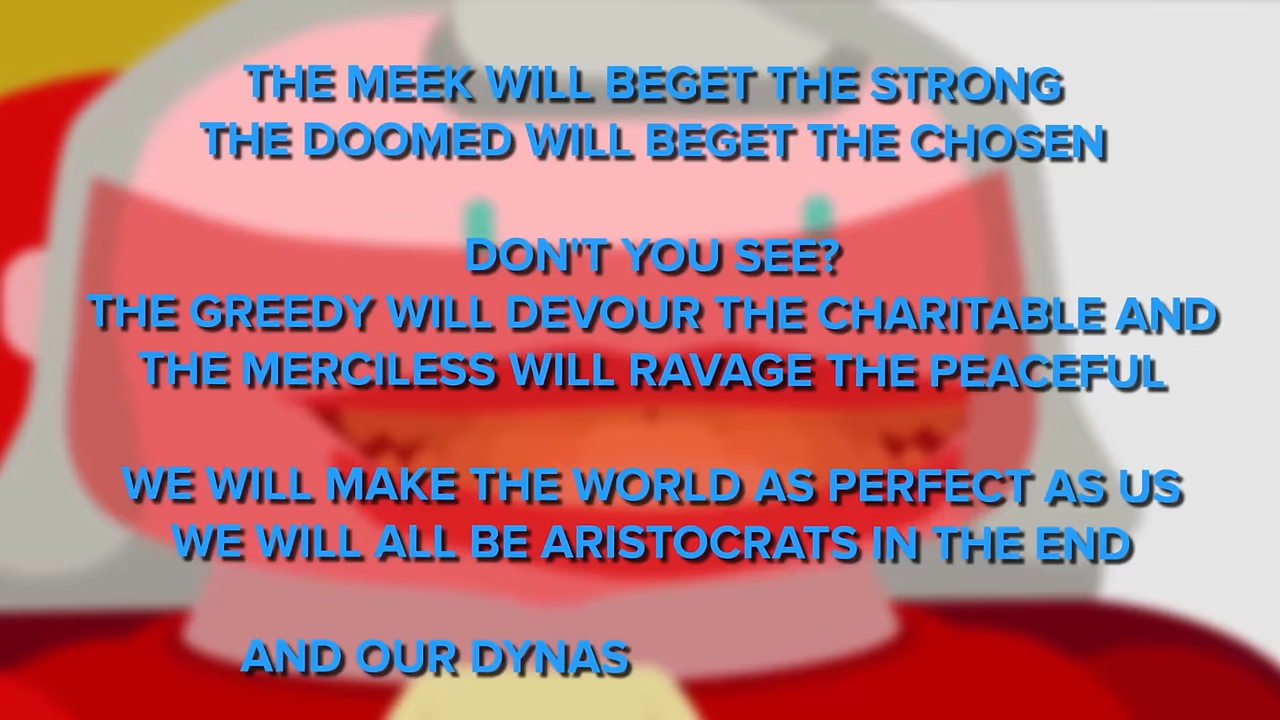 THE MEEK WILL BEGET THE STRONG
THE DOOMED WILL BEGET THE CHOSEN
DON'T YOU SEE?
THE GREEDY WILL DEVOUR THE CHARITABLE AND
THE MERCILESS WILL RAVAGE THE PEACEFUL
WE WILL MAKE THE WORLD AS PERFECT AS US
WE WILL ALL BE ARISTOCRATS IN THE END
AND OUR DYNAS